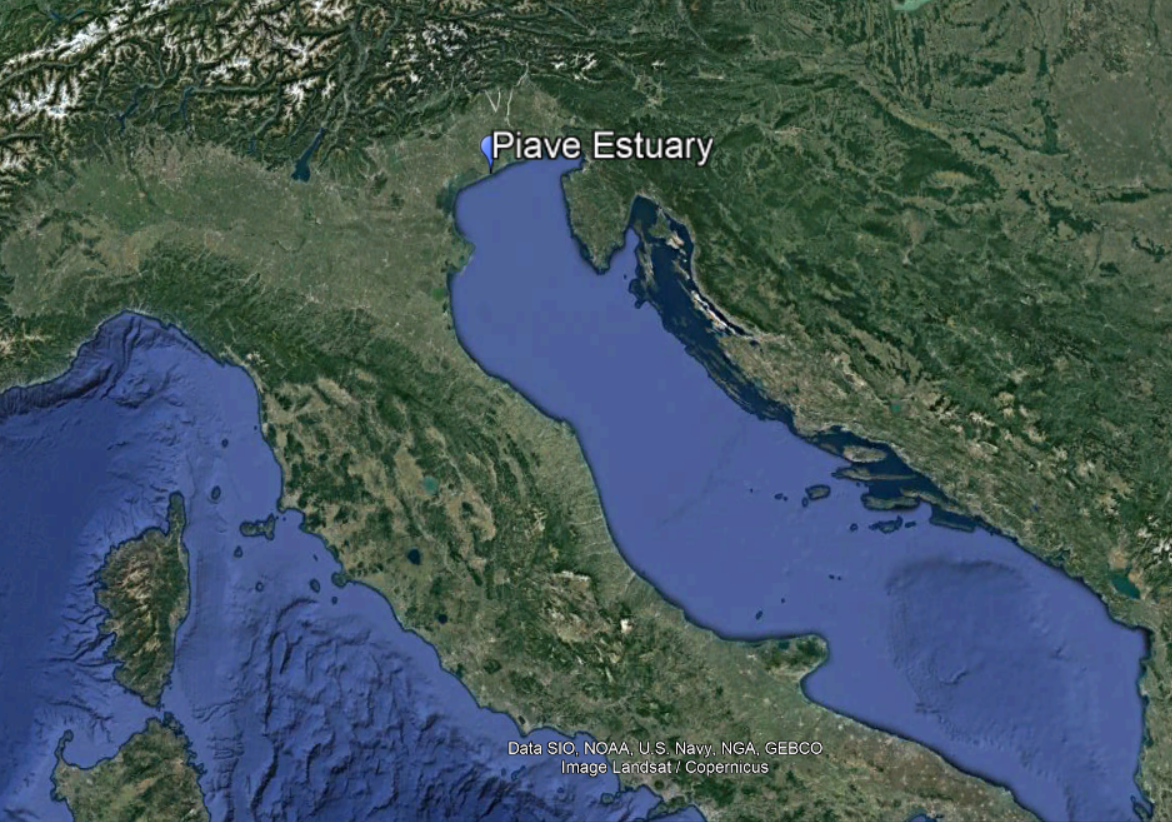 Piave Estuary
Data SIO, NOAA, U.S. Navy, NGA, GEBCO
Image Landsat / Copernicus